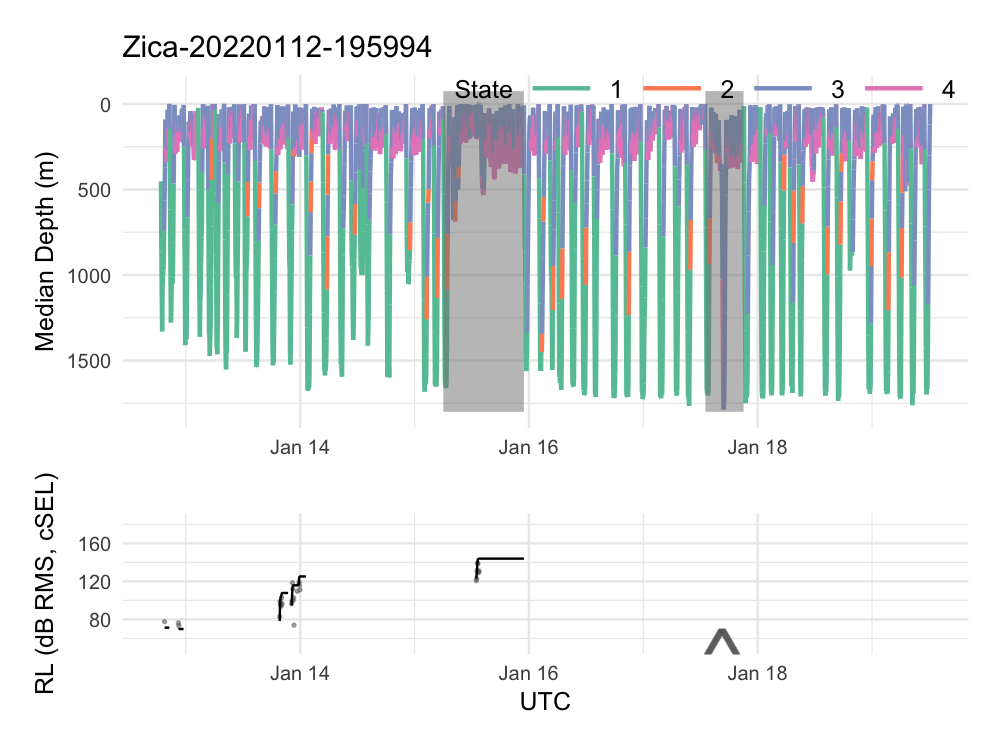 Zica-20220112-195994
State 1 2 3 4
Median Depth (m)
0
500
1000
1500
Jan 14 Jan 16 Jan 18
RL (dB RMS, cSEL)
160
120
80
Jan 14 Jan 16 Jan 18
UTC